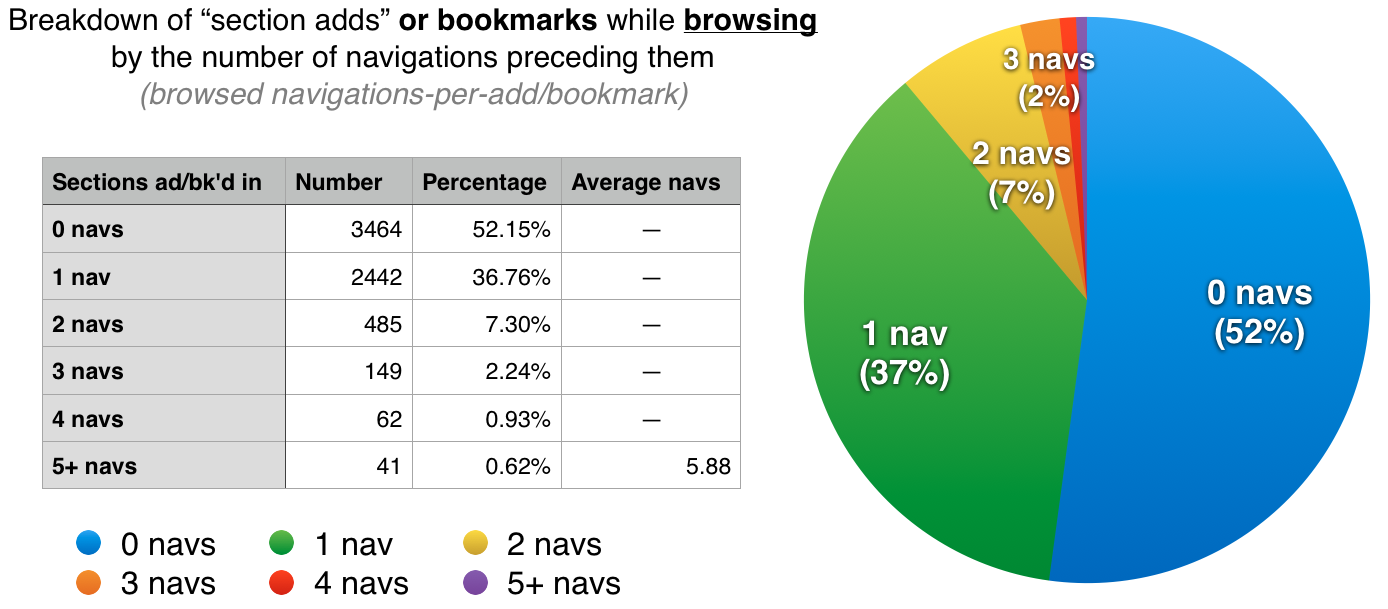 Breakdown of “section adds” or bookmarks while browsing
by the number of navigations preceding them
(browsed navigations-per-add/bookmark)
Sections ad/bk'd in Number Percentage Average navs
0 navs 3464 52.15% —
1 nav 2442 36.76% —
2 navs 485 7.30% —
3 navs 149 2.24% —
4 navs 62 0.93% —
5+ navs 41 0.62% 5.88
0 navs 1 nav 2 navs
3 navs 4 navs 5+ navs
3 navs
(2%)
2 navs
(7%)
0 navs
(52%)
1 nav
(37%)